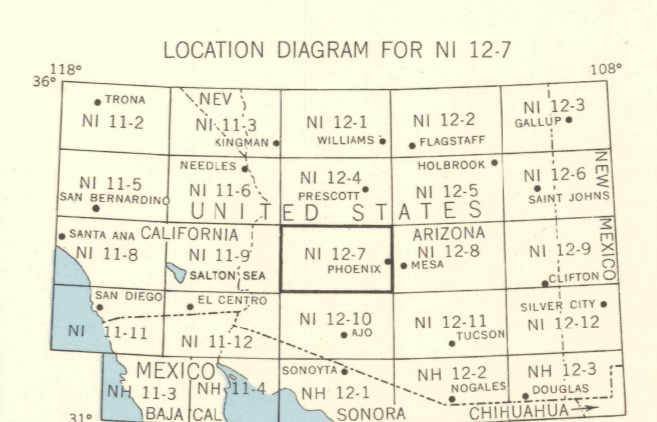 LOCATION DIAGRAM FOR NI 12-7
118° 108°
36°
TRONA NEV NI 12-3
NI 11-2 NI 11-3 NI 12-1 NI 12-2 GALLUP
KINGMAN WILLIAMS FLAGSTAFF
NEEDLES HOLBROOK
NI 11-5 NI 11-6 NI 12-4 NI 12-5 NI 12-6 NEW
SAN BERNARDINO PRESCOTT SAINT JOHNS
UNITED STATES
SANTA ANA CALIFORNIA ARIZONA MEXICO
NI 11-8 NI 11-9 NI 12-7 NI 12-8 NI 12-9
SALTON SEA PHOENIX MESA CLIFTON
SAN DIEGO EL CENTRO SILVER CITY
NI 11-11 NI 11-12 NI 12-10 NI 12-11 NI 12-12
AJO TUCSON
MEXICO SONOYTA NH 12-2 NH 12-3
NH 11-3 NH 11-4 NH 12-1 NOGALES DOUGLAS
31° BAJA CAL SONORA CHIHUAHUA